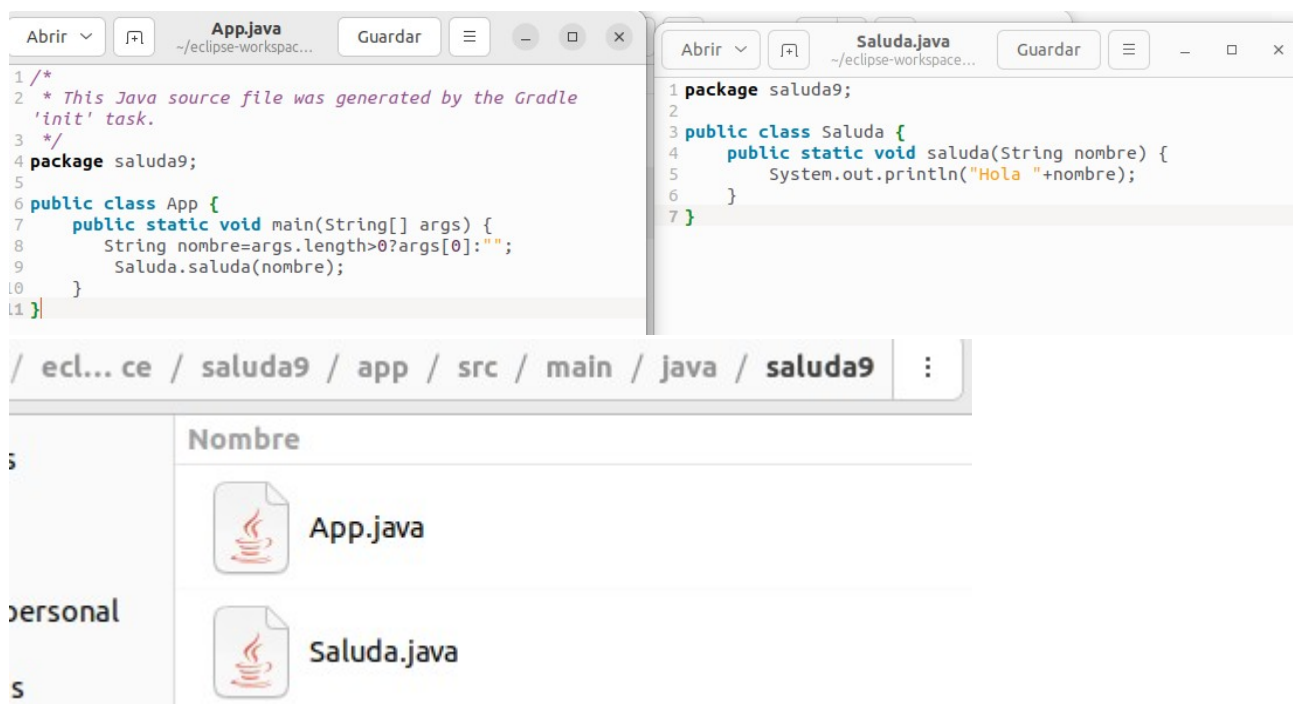 Abrir
App.java
~/eclipse-workspac...
Guardar
1 /*
2  * This Java source file was generated by the Gradle
'init' task.
3  */
4 package saluda9;
5
6 public class App {
7     public static void main(String[] args) {
8        String nombre=args.length>0?args[0]:"";
9         Saluda.saluda(nombre);
10     }
11 }
Abrir
Saluda.java
~/eclipse-workspace...
Guardar
1 package saluda9;
2
3 public class Saluda {
4     public static void saluda(String nombre) {
5         System.out.println("Hola "+nombre);
6     }
7 }
/ ecl... ce / saluda9 / app / src / main / java / saluda9
Nombre
s
App.java
personal
Saluda.java
s